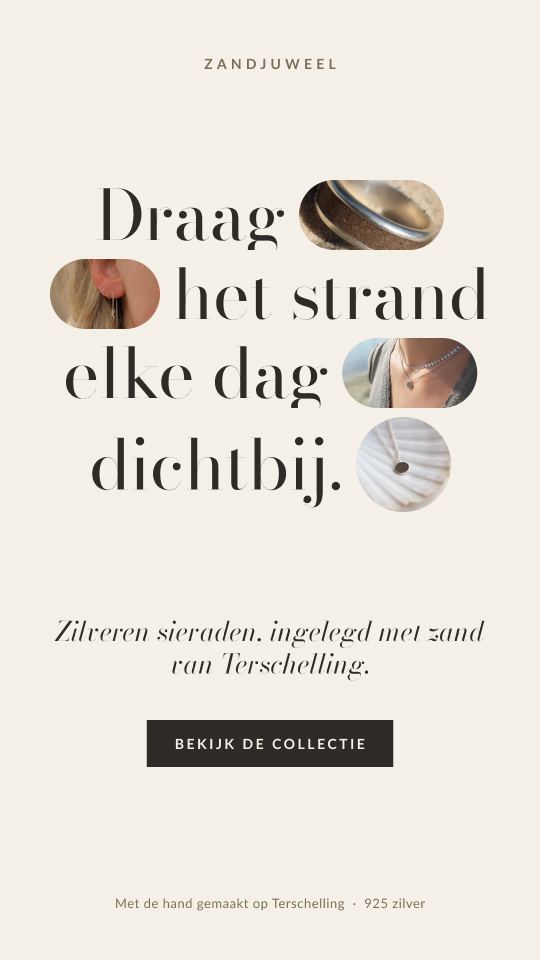 ZANDJUWEEL
Draag
het strand
elke dag
dichtbij.
Zilveren sieraden, ingelegd met zand
van Terschelling.
BEKIJK DE COLLECTIE
Met de hand gemaakt op Terschelling · 925 zilver